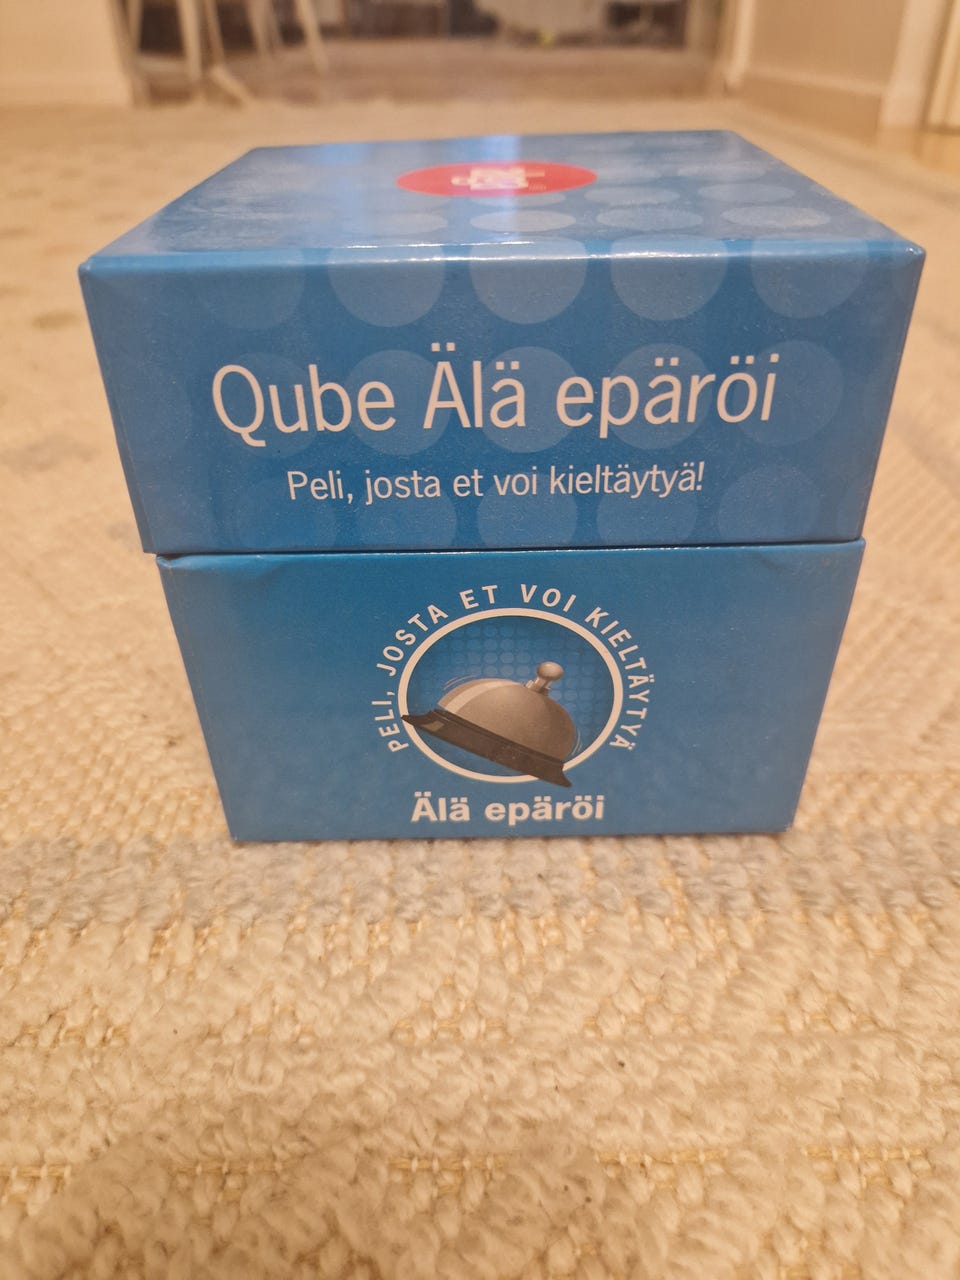 Qube Älä epäröi
Peli, josta et voi kieltäytyä!
PELI, JOSTA ET VOI KIELTÄYTYÄ
Älä epäröi